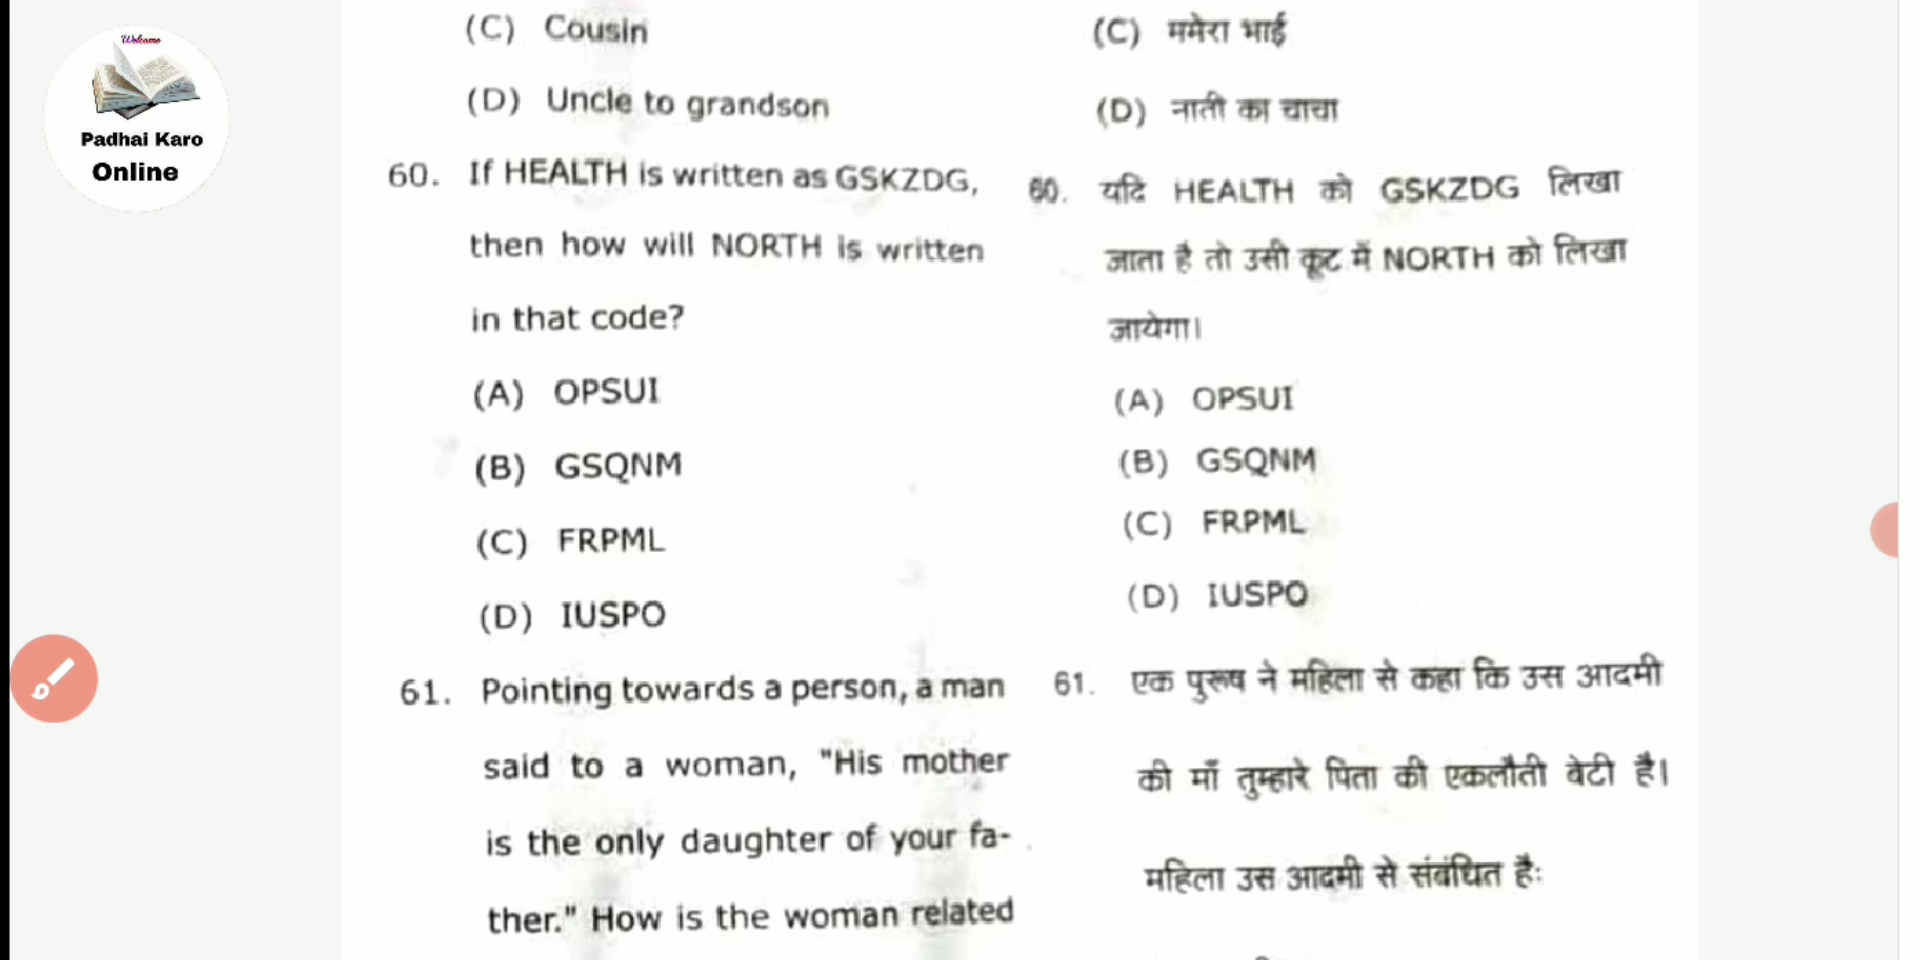 Welcome
Padhai Karo
Online
(C) Cousin
(D) Uncle to grandson
60. If HEALTH is written as GSKZDG,
then how will NORTH is written
in that code?
(A) OPSUI
(B) GSQNM
(C) FRPML
(D) IUSPO
61. Pointing towards a person, a man
said to a woman, "His mother
is the only daughter of your fa-
ther." How is the woman related
(C) ममेरा भाई
(D) नाती का चाचा
60. यदि HEALTH को GSKZDG लिखा
जाता है तो उसी कूट में NORTH को लिखा
जायेगा।
(A) OPSUI
(B) GSQNM
(C) FRPML
(D) IUSPO
61. एक पुरूष ने महिला से कहा कि उस आदमी
की माँ तुम्हारे पिता की एकलौती बेटी है।
महिला उस आदमी से संबंधित है: